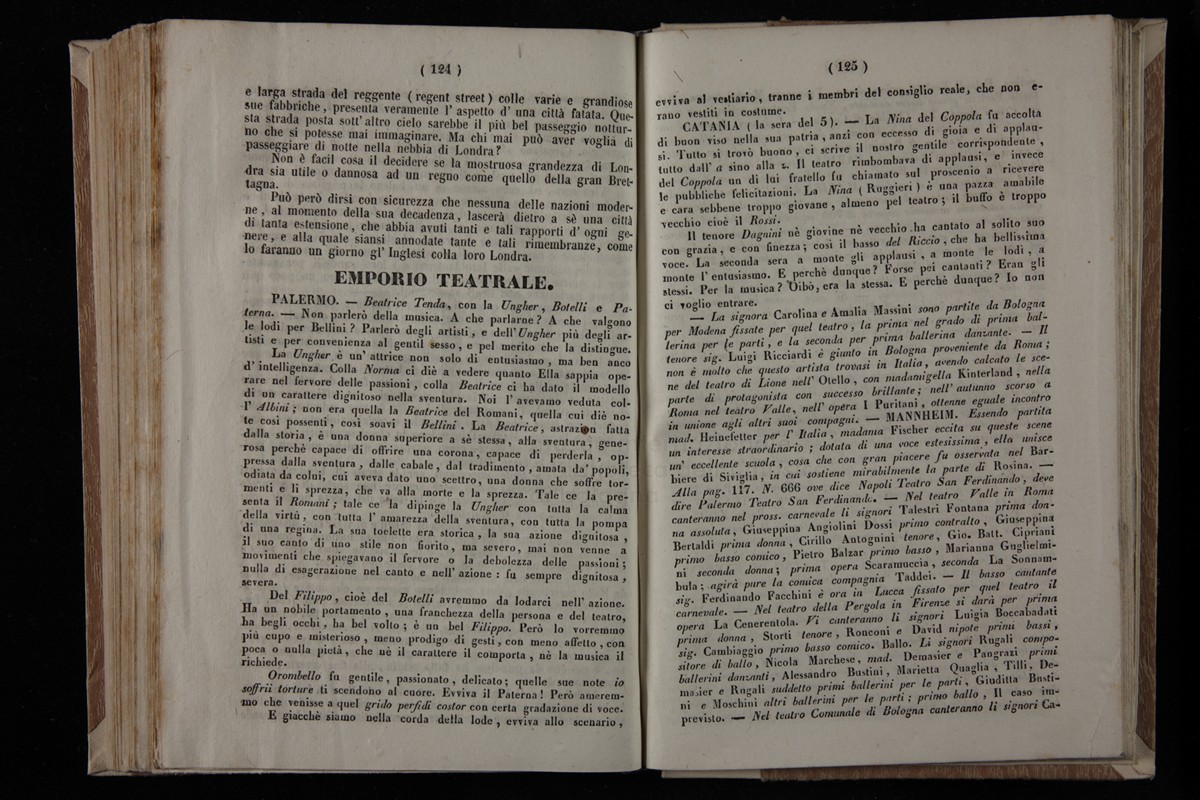 ( 124 )
e larga strada del reggente ( regent street ) colle varie e grandiose
sue fabbriche, presenta veramente l' aspetto d' una città fatata. Que-
sta strada posta sott' altro cielo sarebbe il più bel passeggio nottur-
no che si potesse mai immaginare. Ma chi mai può aver voglia di
passeggiare di notte nella nebbia di Londra?
Non è facil cosa il decidere se la mostruosa grandezza di Lon-
dra sia utile o dannosa ad un regno come quello della gran Bret-
tagna.
Può però dirsi con sicurezza che nessuna delle nazioni moder-
ne, al momento della sua decadenza, lascerà dietro a sè una città
di tanta estensione, che abbia avuti tanti e tali rapporti d' ogni ge-
nere, e alla quale siansi annodate tante e tali rimembranze, come
lo faranno un giorno gl' Inglesi colla loro Londra.
EMPORIO TEATRALE.
PALERMO. — Beatrice Tenda, con la Ungher, Botelli e Pa-
terna. — Non parlerò della musica. A che parlarne? A che valgono
le lodi per Bellini? Parlerò degli artisti, e dell' Ungher più degli ar-
tisti e per convenienza al gentil sesso, e pel merito che la distingue.
La Ungher è un' attrice non solo di entusiasmo, ma ben anco
d' intelligenza. Colla Norma ci diè a vedere quanto Ella sappia ope-
rare nel fervore delle passioni, colla Beatrice ci ha dato il modello
di un carattere dignitoso nella sventura. Noi l' avevamo veduta col-
l' Albini; non era quella la Beatrice del Romani, quella cui diè no-
te così possenti, così soavi il Bellini. La Beatrice, astrazion fatta
dalla storia, è una donna superiore a sè stessa, alla sventura, gene-
rosa perchè capace di offrire una corona, capace di perderla, op-
pressa dalla sventura, dalle cabale, dal tradimento, amata da' popoli,
odiata da colui, cui aveva dato uno scettro, una donna che soffre tor-
menti e li sprezza, che va alla morte e la sprezza. Tale ce la pre-
senta il Romani; tale ce la dipinge la Ungher con tutta la calma
della virtù, con tutta l' amarezza della sventura, con tutta la pompa
di una regina. La sua toelette era storica, la sua azione dignitosa,
il suo canto di uno stile non fiorito, ma severo, mai non venne a
movimenti che spiegavano il fervore o la debolezza delle passioni;
nulla di esagerazione nel canto e nell' azione : fu sempre dignitosa,
severa.
Del Filippo, cioè del Botelli avremmo da lodarci nell' azione.
Ha un nobile portamento, una franchezza della persona e del teatro,
ha begli occhi, ha bel volto; è un bel Filippo. Però lo vorremmo
più cupo e misterioso, meno prodigo di gesti, con meno affetto, con
poca o nulla pietà, che nè il carattere il comporta, nè la musica il
richiede.
Orombello fu gentile, passionato, delicato; quelle sue note io
soffrii torture ti scendono al cuore. Evviva il Paterna! Però amerem-
mo che venisse a quel grido perfidi costor con certa gradazione di voce.
E giacchè siamo nella corda della lode, evviva allo scenario,
( 125 )
evviva al vestiario, tranne i membri del consiglio reale, che non e-
rano vestiti in costume.
CATANIA ( la sera del 5 ). — La Nina del Coppola fu accolta
di buon viso nella sua patria, anzi con eccesso di gioia e di applau-
si. Tutto si trovò buono, ci scrive il nostro gentile corrispondente,
tutto dall' a sino alla z. Il teatro rimbombava di applausi, e invece
del Coppola un di lui fratello fu chiamato sul proscenio a ricevere
le pubbliche felicitazioni. La Nina ( Ruggieri ) è una pazza amabile
e cara sebbene troppo giovane, almeno pel teatro; il buffo è troppo
vecchio cioè il Rossi.
Il tenore Dagnini nè giovine nè vecchio ha cantato al solito suo
con grazia, e con finezza; così il basso del Riccio, che ha bellissima
voce. La seconda sera a monte gli applausi, a monte le lodi, a
monte l' entusiasmo. E perchè dunque? Forse pei cantanti? Eran gli
stessi. Per la musica? Oibò, era la stessa. E perchè dunque? Io non
ci voglio entrare.
— La signora Carolina e Amalia Massini sono partite da Bologna
per Modena fissate per quel teatro, la prima nel grado di prima bal-
lerina per le parti, e la seconda per prima ballerina danzante. — Il
tenore sig. Luigi Ricciardi è giunto in Bologna proveniente da Roma;
non è molto che questo artista trovasi in Italia, avendo calcato le sce-
ne del teatro di Lione nell' Otello, con madamigella Kinterland, nella
parte di protagonista con successo brillante; nell' autunno scorso a
Roma nel teatro Valle, nell' opera I Puritani, ottenne eguale incontro
in unione agli altri suoi compagni. — MANNHEIM. Essendo partita
mad. Heinefetter per l' Italia, madama Fischer eccita su queste scene
un interesse straordinario; dotata di una voce estesissima, ella unisce
un' eccellente scuola, cosa che con gran piacere fu osservata nel Bar-
biere di Siviglia, in cui sostiene mirabilmente la parte di Rosina. —
Alla pag. 117. N. 666 ove dice Napoli Teatro San Ferdinando, deve
dire Palermo Teatro San Ferdinando. — Nel teatro Valle in Roma
canteranno nel pross. carnevale li signori Talestri Fontana prima don-
na assoluta, Giuseppina Angiolini Dossi primo contralto, Giuseppina
Bertaldi prima donna, Cirillo Antognini tenore, Gio. Batt. Cipriani
primo basso comico, Pietro Balzar primo basso, Marianna Guglielmi-
ni seconda donna; prima opera Scaramuccia, seconda La Sonnam-
bula; agirà pure la comica compagnia Taddei. — Il basso cantante
sig. Ferdinando Facchini è ora in Lucca fissato per quel teatro il
carnevale. — Nel teatro della Pergola in Firenze si darà per prima
opera La Cenerentola. Vi canteranno li signori Luigia Boccabadati
prima donna, Storti tenore, Ronconi e David nipote primi bassi,
sig. Cambiaggio primo basso comico. Ballo. Li signori Rugali compo-
sitore di ballo, Nicola Marchese, mad. Demasier e Pangrazi primi
ballerini danzanti, Alessandro Bustini, Marietta Quaglia, Tilli, De-
masier e Rugali suddetto primi ballerini per le parti, Giuditta Busti-
ni e Moschini altri ballerini per le parti; primo ballo, Il caso im-
previsto. — Nel teatro Comunale di Bologna canteranno li signori Ca-